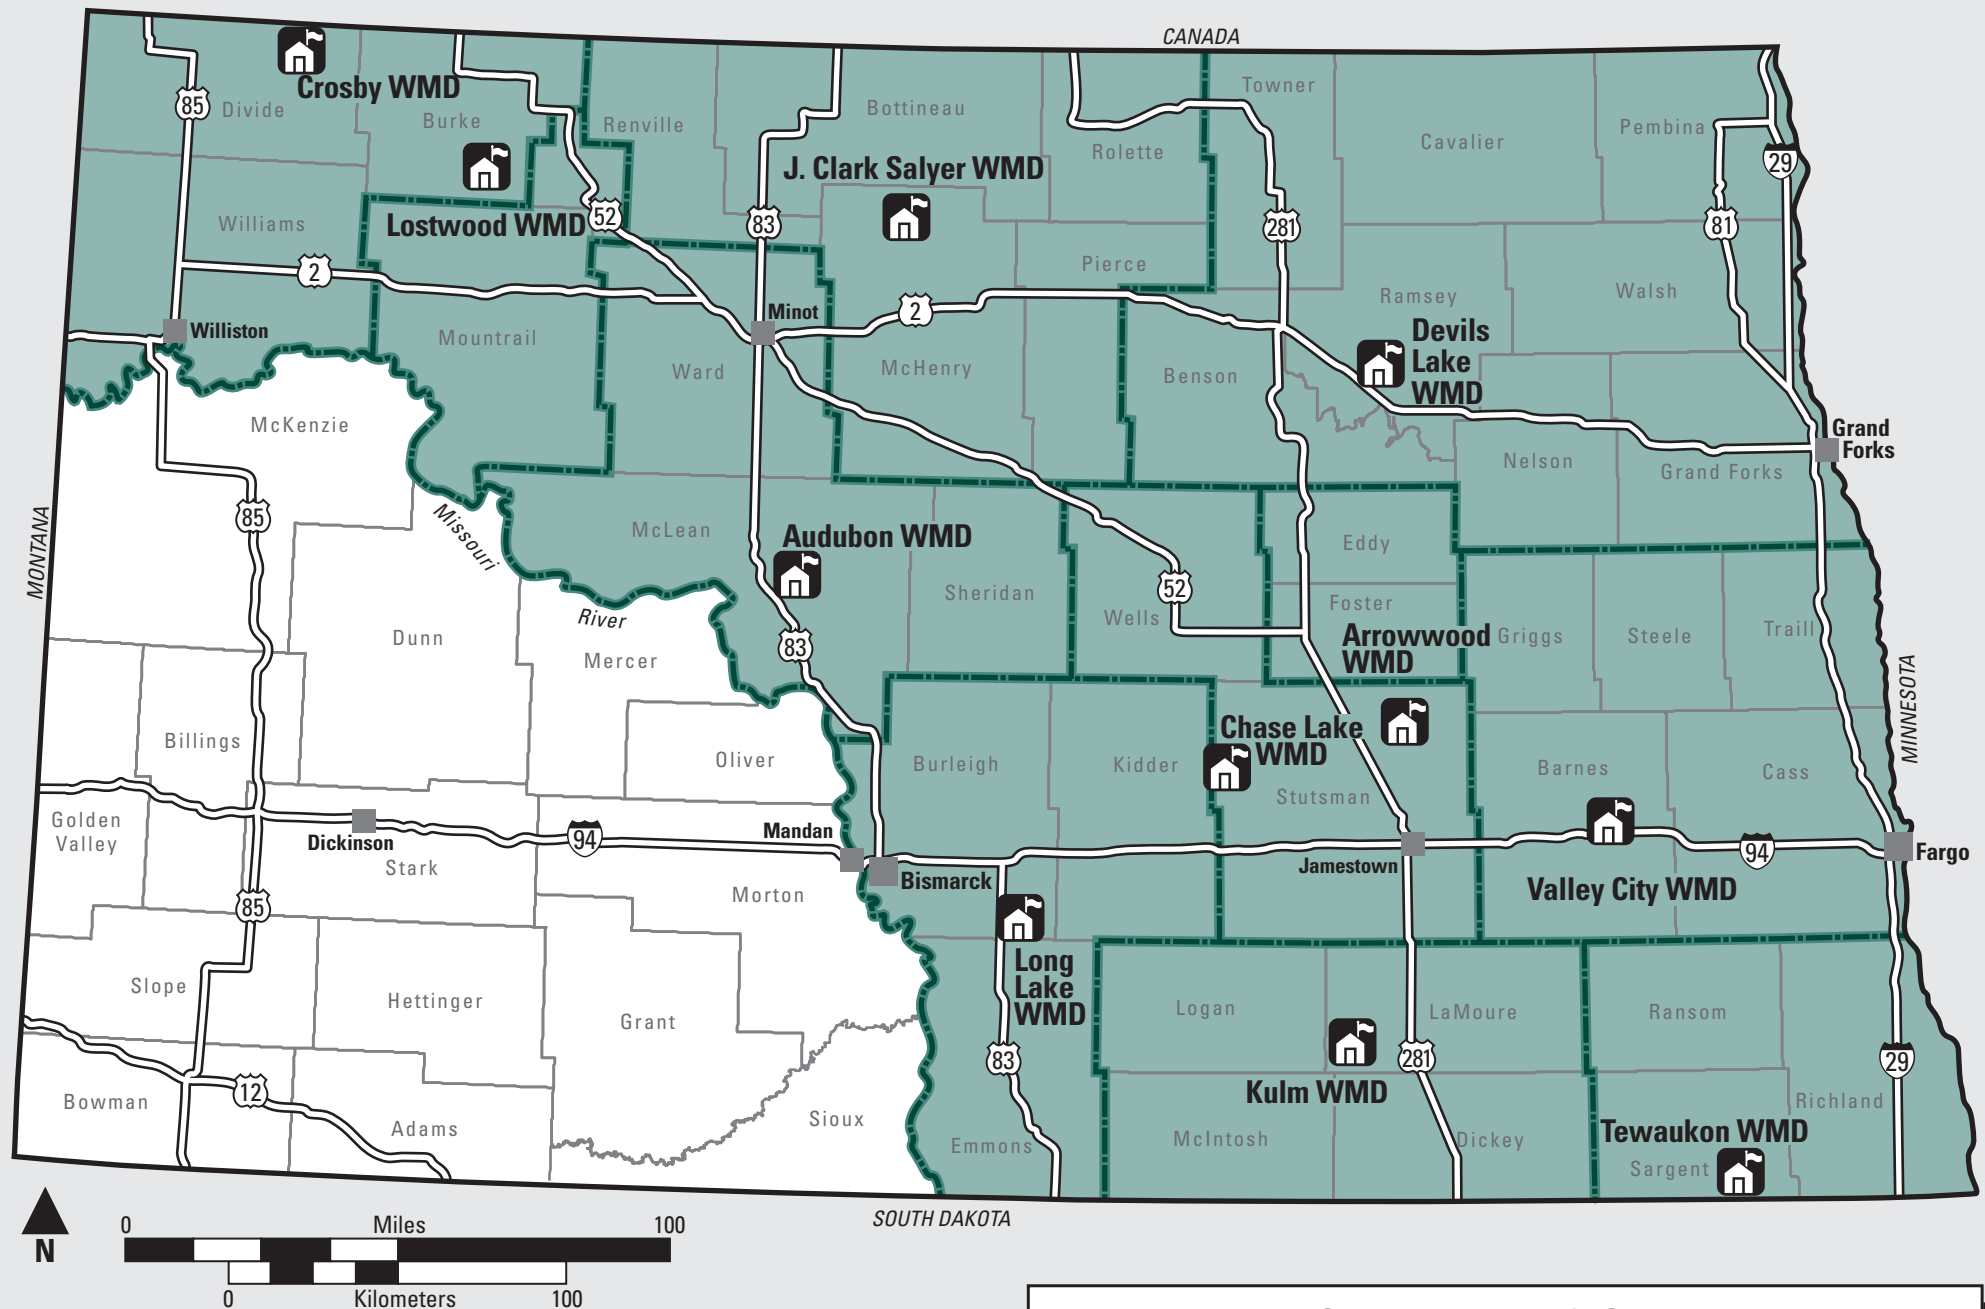 CANADA
Crosby WMD
85
Divide
Burke
Renville
Bottineau
Towner
Cavalier
Pembina
29
Rolette
J. Clark Salyer WMD
Williams
Lostwood WMD
52
83
281
81
2
Pierce
Ramsey
Walsh
Williston
Mountrail
Minot
2
Devils
Lake
WMD
Ward
McHenry
Benson
McKenzie
Grand
Forks
Nelson
Grand Forks
85
MONTANA
Missouri
River
McLean
Audubon WMD
Sheridan
52
Wells
Eddy
Foster
Arrowwood
WMD
Griggs
Steele
Traill
MINNESOTA
Dunn
Mercer
83
Billings
Oliver
Burleigh
Kidder
Chase Lake
WMD
Stutsman
Barnes
Cass
Golden
Valley
Dickinson
Stark
94
Mandan
Bismarck
Jamestown
94
Fargo
Valley City WMD
85
Morton
Slope
Hettinger
Grant
Long
Lake
WMD
Logan
LaMoure
Ransom
83
281
29
Kulm WMD
Bowman
12
Adams
Sioux
Emmons
McIntosh
Dickey
Tewaukon WMD
Sargent
Richland
SOUTH DAKOTA
N
0 Miles 100
0 Kilometers 100